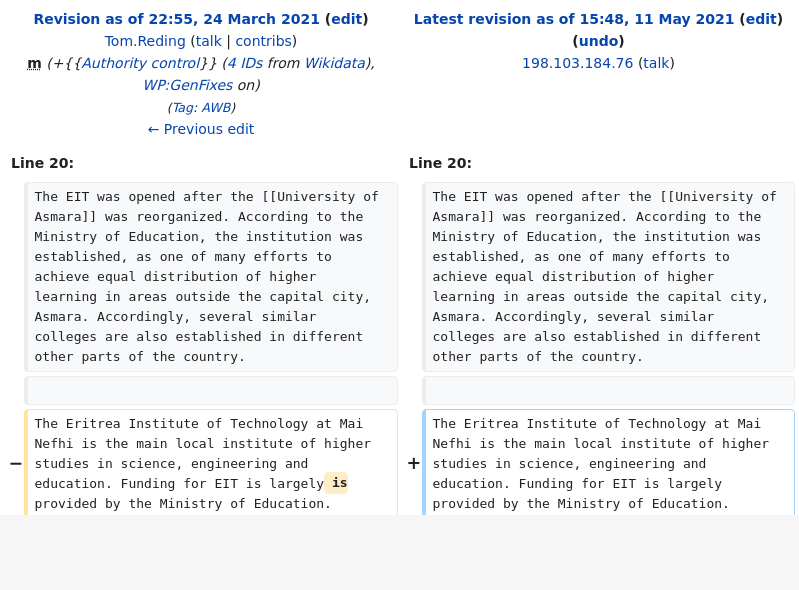 Revision as of 22:55, 24 March 2021 (edit)
Tom.Reding (talk | contribs)
m (+{{Authority control}} (4 IDs from Wikidata),
WP:GenFixes on)
(Tag: AWB)
← Previous edit
Latest revision as of 15:48, 11 May 2021 (edit)
(undo)
198.103.184.76 (talk)
Line 20:
Line 20:
The EIT was opened after the [[University of
Asmara]] was reorganized. According to the
Ministry of Education, the institution was
established, as one of many efforts to
achieve equal distribution of higher
learning in areas outside the capital city,
Asmara. Accordingly, several similar
colleges are also established in different
other parts of the country.
The EIT was opened after the [[University of
Asmara]] was reorganized. According to the
Ministry of Education, the institution was
established, as one of many efforts to
achieve equal distribution of higher
learning in areas outside the capital city,
Asmara. Accordingly, several similar
colleges are also established in different
other parts of the country.
−
The Eritrea Institute of Technology at Mai
Nefhi is the main local institute of higher
studies in science, engineering and
education. Funding for EIT is largely is
provided by the Ministry of Education.
+
The Eritrea Institute of Technology at Mai
Nefhi is the main local institute of higher
studies in science, engineering and
education. Funding for EIT is largely
provided by the Ministry of Education.